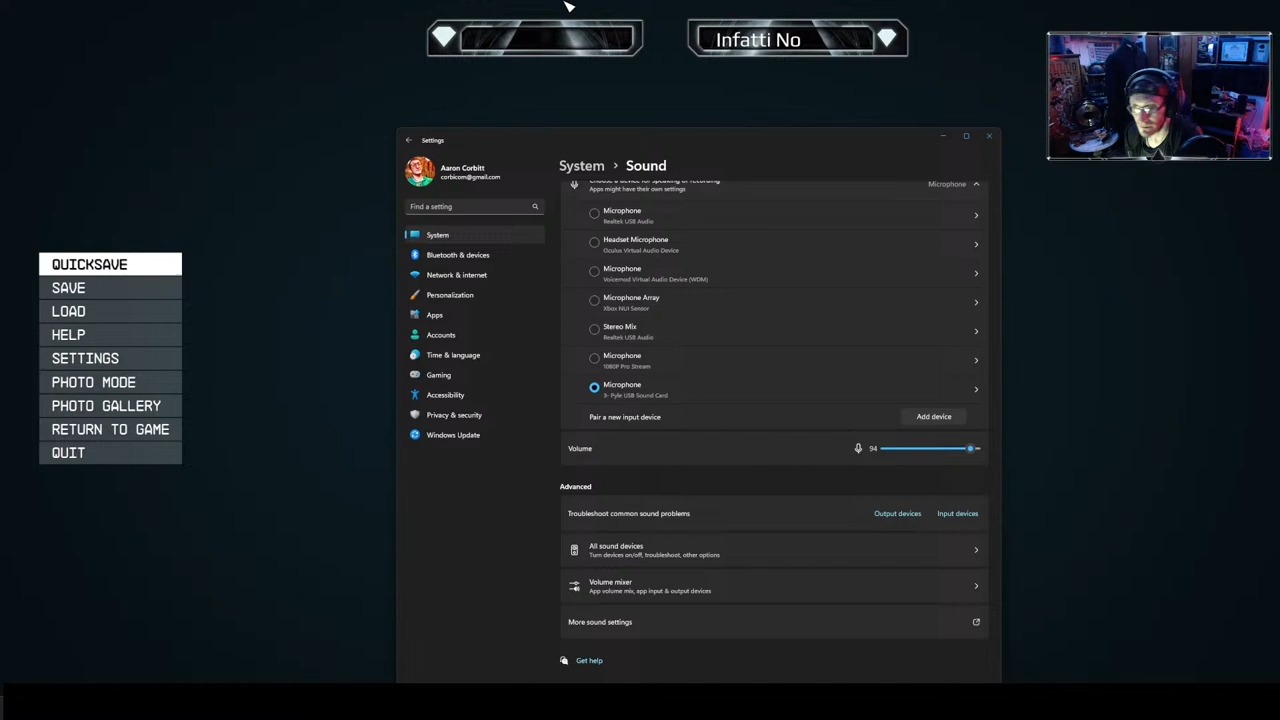 Infatti No
Settings
Aaron Corbitt
corbicom@gmail.com
Find a setting
System
Bluetooth & devices
Network & internet
Personalization
Apps
Accounts
Time & language
Gaming
Accessibility
Privacy & security
Windows Update
System > Sound
Choose a device for speaking or recording
Apps might have their own settings
Microphone
Microphone
Realtek USB Audio
Headset Microphone
Oculus Virtual Audio Device
Microphone
Voicemod Virtual Audio Device (WDM)
Microphone Array
Xbox NUI Sensor
Stereo Mix
Realtek USB Audio
Microphone
1080P Pro Stream
Microphone
3- Pyle USB Sound Card
Pair a new input device
Add device
Volume
94
Advanced
Troubleshoot common sound problems
Output devices
Input devices
All sound devices
Turn devices on/off, troubleshoot, other options
Volume mixer
App volume mix, app input & output devices
More sound settings
Get help
QUICKSAVE
SAVE
LOAD
HELP
SETTINGS
PHOTO MODE
PHOTO GALLERY
RETURN TO GAME
QUIT